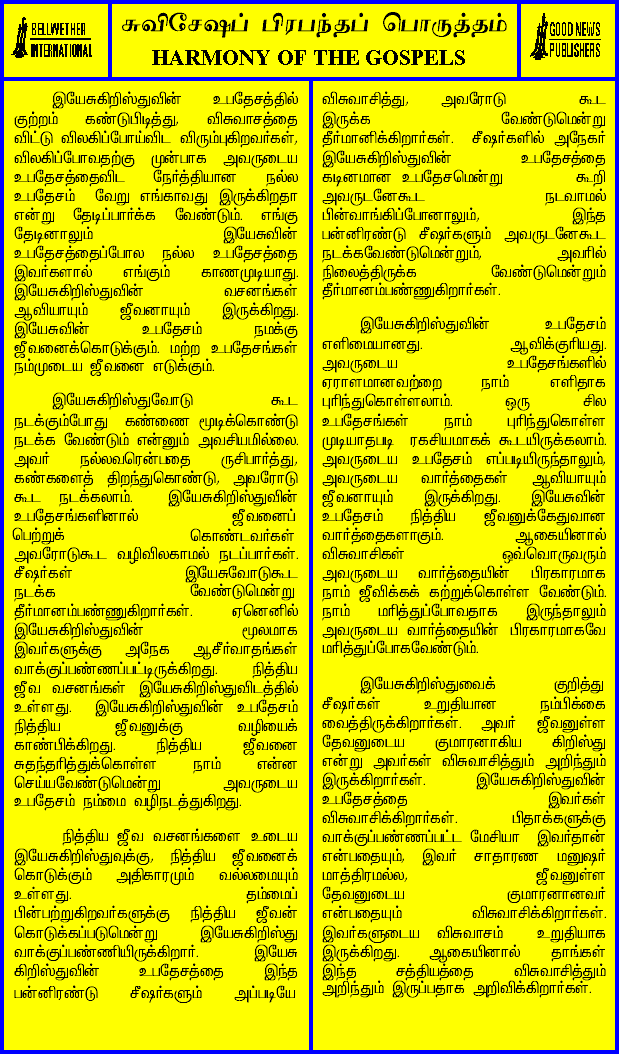 BELLWETHER
INTERNATIONAL
சுவிசேஷப் பிரபந்தப் பொருத்தம்
HARMONY OF THE GOSPELS
GOOD NEWS
PUBLISHERS
இயேசுகிறிஸ்துவின் உபதேசத்தில்
குற்றம் கண்டுபிடித்து, விசுவாசத்தை
விட்டு விலகிப்போய்விட விரும்புகிறவர்கள்,
விலகிப்போவதற்கு முன்பாக அவருடைய
உபதேசத்தைவிட நேர்த்தியான நல்ல
உபதேசம் வேறு எங்காவது இருக்கிறதா
என்று தேடிப்பார்க்க வேண்டும். எங்கு
தேடினாலும் இயேசுவின்
உபதேசத்தைப்போல நல்ல உபதேசத்தை
இவர்களால் எங்கும் காணமுடியாது.
இயேசுகிறிஸ்துவின் வசனங்கள்
ஆவியாயும் ஜீவனாயும் இருக்கிறது.
இயேசுவின் உபதேசம் நமக்கு
ஜீவனைக்கொடுக்கும். மற்ற உபதேசங்கள்
நம்முடைய ஜீவனை எடுக்கும்.
இயேசுகிறிஸ்துவோடு கூட
நடக்கும்போது கண்ணை மூடிக்கொண்டு
நடக்க வேண்டும் என்னும் அவசியமில்லை.
அவர் நல்லவரென்பதை ருசிபார்த்து,
கண்களைத் திறந்துகொண்டு, அவரோடு
கூட நடக்கலாம். இயேசுகிறிஸ்துவின்
உபதேசங்களினால் ஜீவனைப்
பெற்றுக் கொண்டவர்கள்
அவரோடுகூட வழிவிலகாமல் நடப்பார்கள்.
சீஷர்கள் இயேசுவோடுகூட
நடக்க வேண்டுமென்று
தீர்மானம்பண்ணுகிறார்கள். ஏனெனில்
இயேசுகிறிஸ்துவின் மூலமாக
இவர்களுக்கு அநேக ஆசீர்வாதங்கள்
வாக்குப்பண்ணப்பட்டிருக்கிறது. நித்திய
ஜீவ வசனங்கள் இயேசுகிறிஸ்துவிடத்தில்
உள்ளது. இயேசுகிறிஸ்துவின் உபதேசம்
நித்திய ஜீவனுக்கு வழியைக்
காண்பிக்கிறது. நித்திய ஜீவனை
சுதந்தரித்துக்கொள்ள நாம் என்ன
செய்யவேண்டுமென்று அவருடைய
உபதேசம் நம்மை வழிநடத்துகிறது.
நித்திய ஜீவ வசனங்களை உடைய
இயேசுகிறிஸ்துவுக்கு, நித்திய ஜீவனைக்
கொடுக்கும் அதிகாரமும் வல்லமையும்
உள்ளது. தம்மைப்
பின்பற்றுகிறவர்களுக்கு நித்திய ஜீவன்
கொடுக்கப்படுமென்று இயேசுகிறிஸ்து
வாக்குப்பண்ணியிருக்கிறார். இயேசு
கிறிஸ்துவின் உபதேசத்தை இந்த
பன்னிரண்டு சீஷர்களும் அப்படியே
விசுவாசித்து, அவரோடு கூட
இருக்க வேண்டுமென்று
தீர்மானிக்கிறார்கள். சீஷர்களில் அநேகர்
இயேசுகிறிஸ்துவின் உபதேசத்தை
கடினமான உபதேசமென்று கூறி
அவருடனேகூட நடவாமல்
பின்வாங்கிப்போனாலும், இந்த
பன்னிரண்டு சீஷர்களும் அவருடனேகூட
நடக்கவேண்டுமென்றும், அவரில்
நிலைத்திருக்க வேண்டுமென்றும்
தீர்மானம்பண்ணுகிறார்கள்.
இயேசுகிறிஸ்துவின் உபதேசம்
எளிமையானது. ஆவிக்குரியது.
அவருடைய உபதேசங்களில்
ஏராளமானவற்றை நாம் எளிதாக
புரிந்துகொள்ளலாம். ஒரு சில
உபதேசங்கள் நாம் புரிந்துகொள்ள
முடியாதபடி ரகசியமாகக் கூடயிருக்கலாம்.
அவருடைய உபதேசம் எப்படியிருந்தாலும்,
அவருடைய வார்த்தைகள் ஆவியாயும்
ஜீவனாயும் இருக்கிறது. இயேசுவின்
உபதேசம் நித்திய ஜீவனுக்கேதுவான
வார்த்தைகளாகும். ஆகையினால்
விசுவாசிகள் ஒவ்வொருவரும்
அவருடைய வார்த்தையின் பிரகாரமாக
நாம் ஜீவிக்கக் கற்றுக்கொள்ள வேண்டும்.
நாம் மரித்துப்போவதாக இருந்தாலும்
அவருடைய வார்த்தையின் பிரகாரமாகவே
மரித்துப்போகவேண்டும்.
இயேசுகிறிஸ்துவைக் குறித்து
சீஷர்கள் உறுதியான நம்பிக்கை
வைத்திருக்கிறார்கள். அவர் ஜீவனுள்ள
தேவனுடைய குமாரனாகிய கிறிஸ்து
என்று அவர்கள் விசுவாசித்தும் அறிந்தும்
இருக்கிறார்கள். இயேசுகிறிஸ்துவின்
உபதேசத்தை இவர்கள்
விசுவாசிக்கிறார்கள். பிதாக்களுக்கு
வாக்குப்பண்ணப்பட்ட மேசியா இவர்தான்
என்பதையும், இவர் சாதாரண மனுஷர்
மாத்திரமல்ல, ஜீவனுள்ள
தேவனுடைய குமாரனானவர்
என்பதையும் விசுவாசிக்கிறார்கள்.
இவர்களுடைய விசுவாசம் உறுதியாக
இருக்கிறது. ஆகையினால் தாங்கள்
இந்த சத்தியத்தை விசுவாசித்தும்
அறிந்தும் இருப்பதாக அறிவிக்கிறார்கள்.